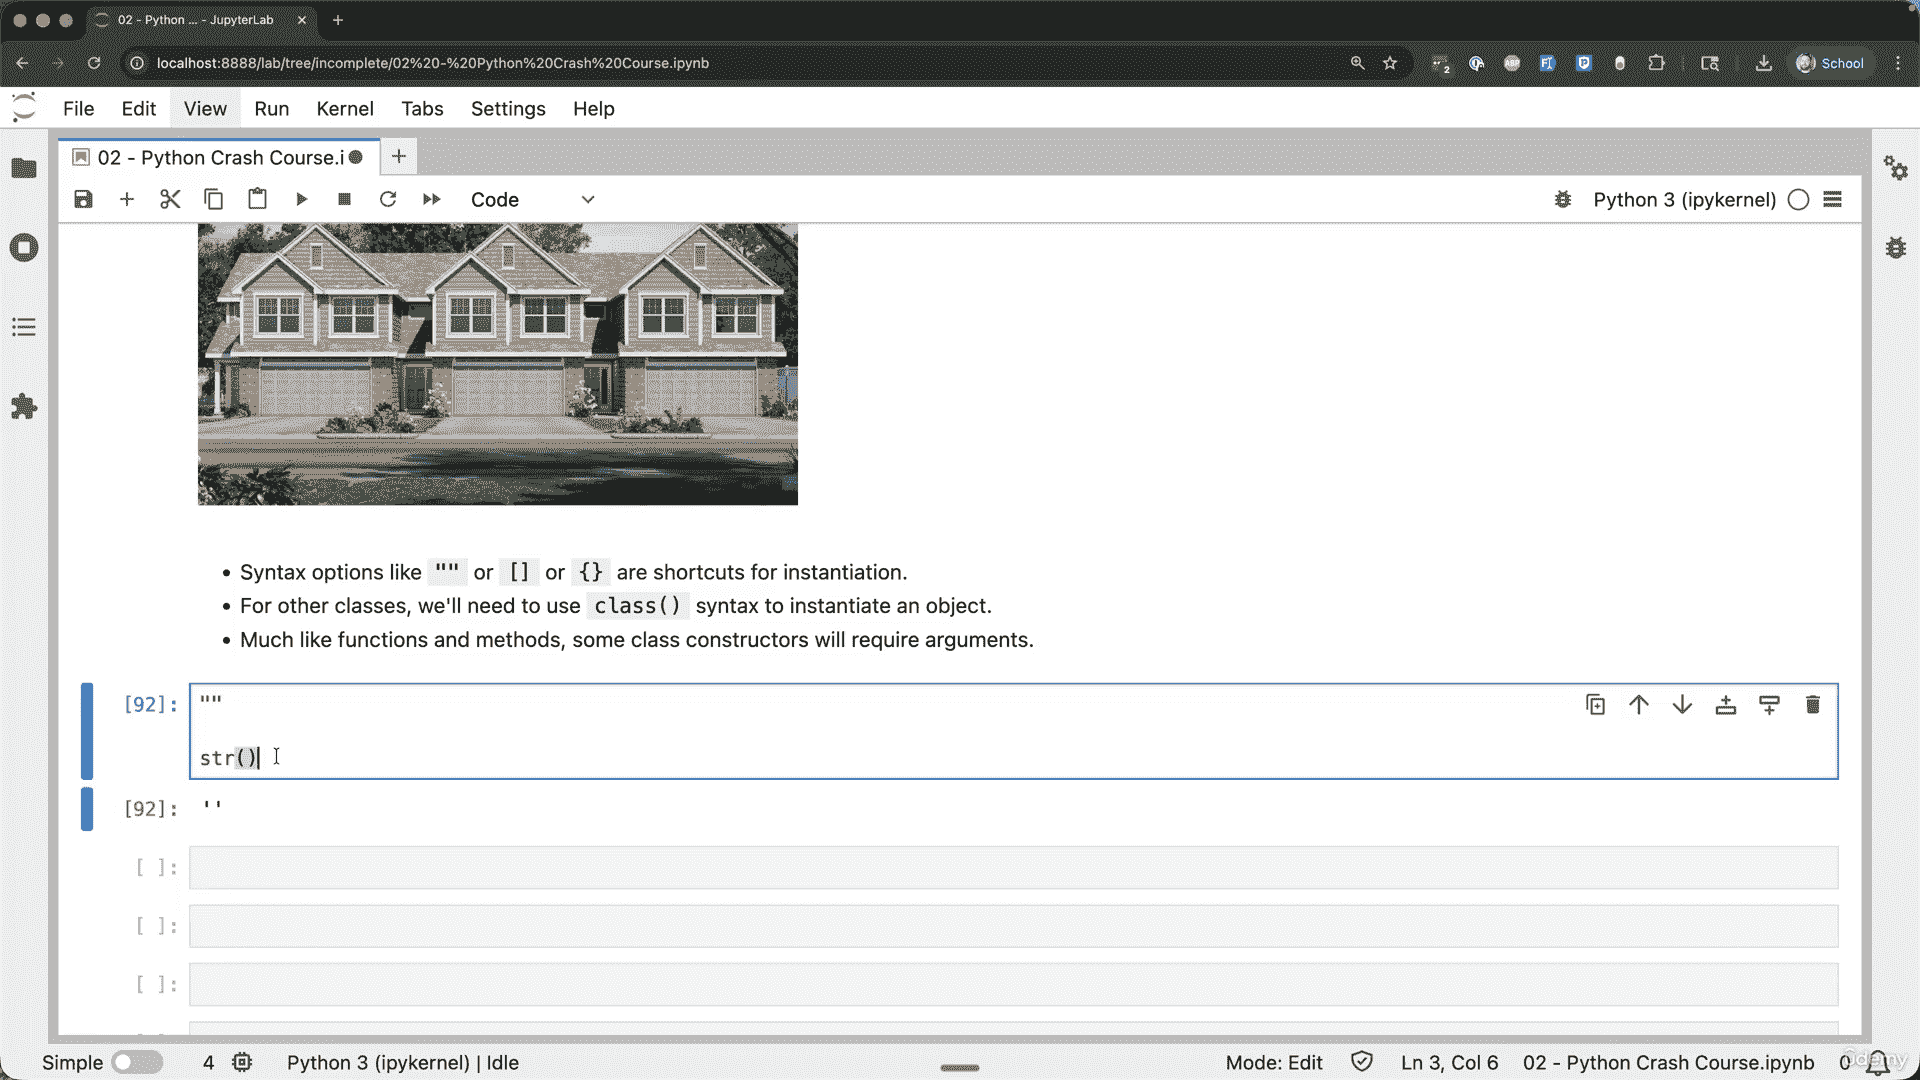 02 - Python ... - JupyterLab
localhost:8888/lab/tree/incomplete/02%20-%20Python%20Crash%20Course.ipynb
2
ABP
School
File Edit View Run Kernel Tabs Settings Help
02 - Python Crash Course.i
Code
Python 3 (ipykernel)
Syntax options like "" or [] or {} are shortcuts for instantiation.
For other classes, we'll need to use class() syntax to instantiate an object.
Much like functions and methods, some class constructors will require arguments.
[92]: ""
str()
[92]: ''
[ ]:
[ ]:
[ ]:
Simple 4 Python 3 (ipykernel) | Idle Mode: Edit Ln 3, Col 6 02 - Python Crash Course.ipynb 0
Udemy